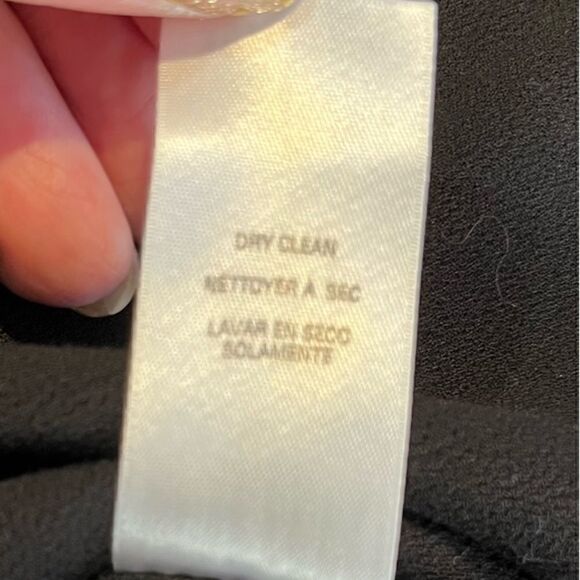 DRY CLEAN
NETTOYER A SEC
LAVAR EN SECO
SOLAMENTE